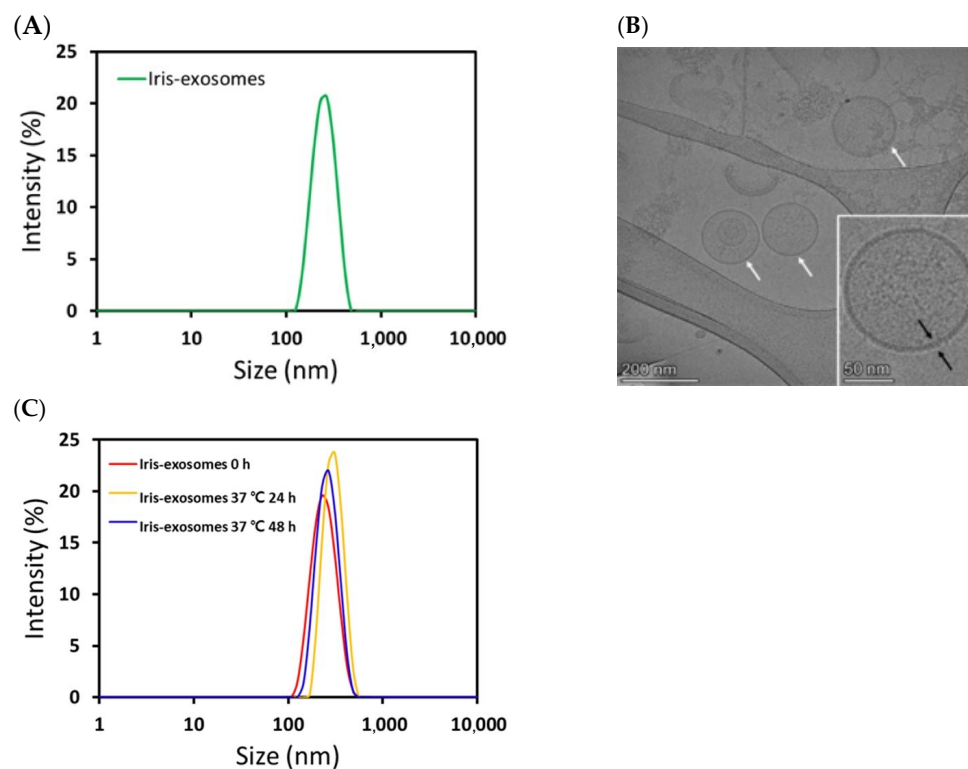 (A)
25
20
15
10
5
0
Intensity (%)
Iris-exosomes
1
10
100
1,000
10,000
Size (nm)
(B)
200 nm
50 nm
(C)
25
20
15
10
5
0
Intensity (%)
Iris-exosomes 0 h
Iris-exosomes 37 ℃ 24 h
Iris-exosomes 37 ℃ 48 h
1
10
100
1,000
10,000
Size (nm)